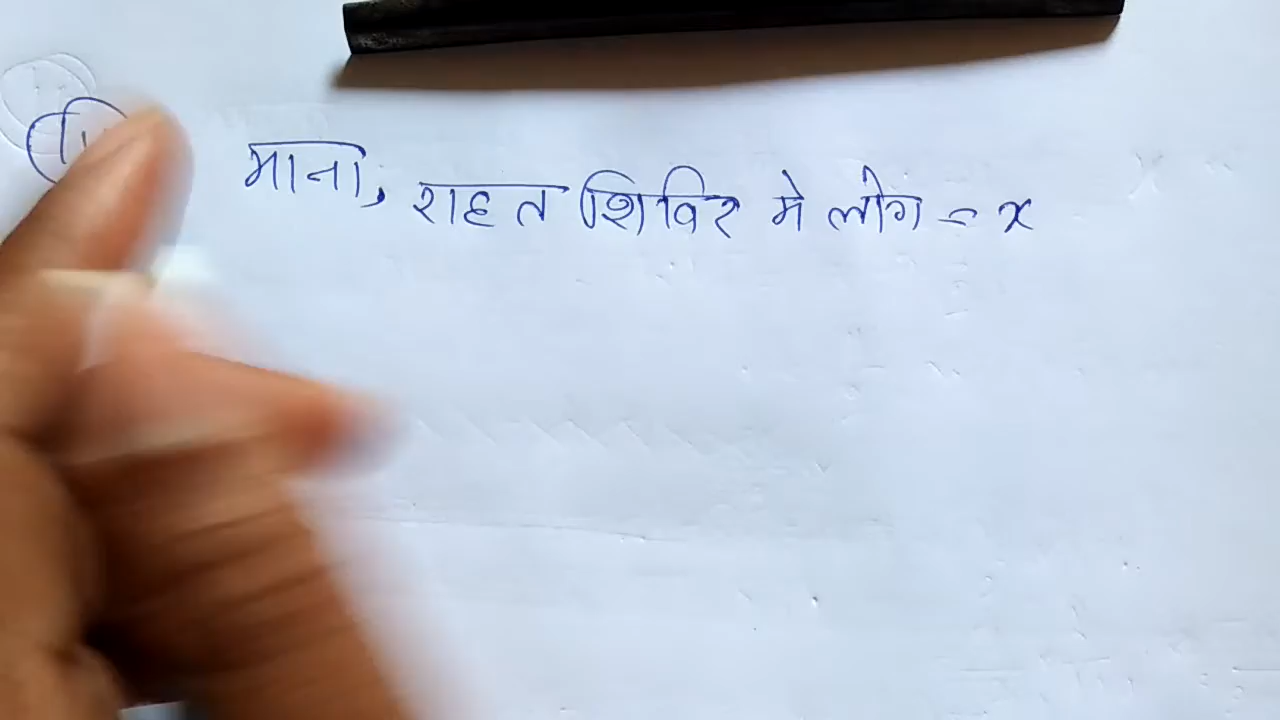 माना, राहत शिविर मे लोग = x